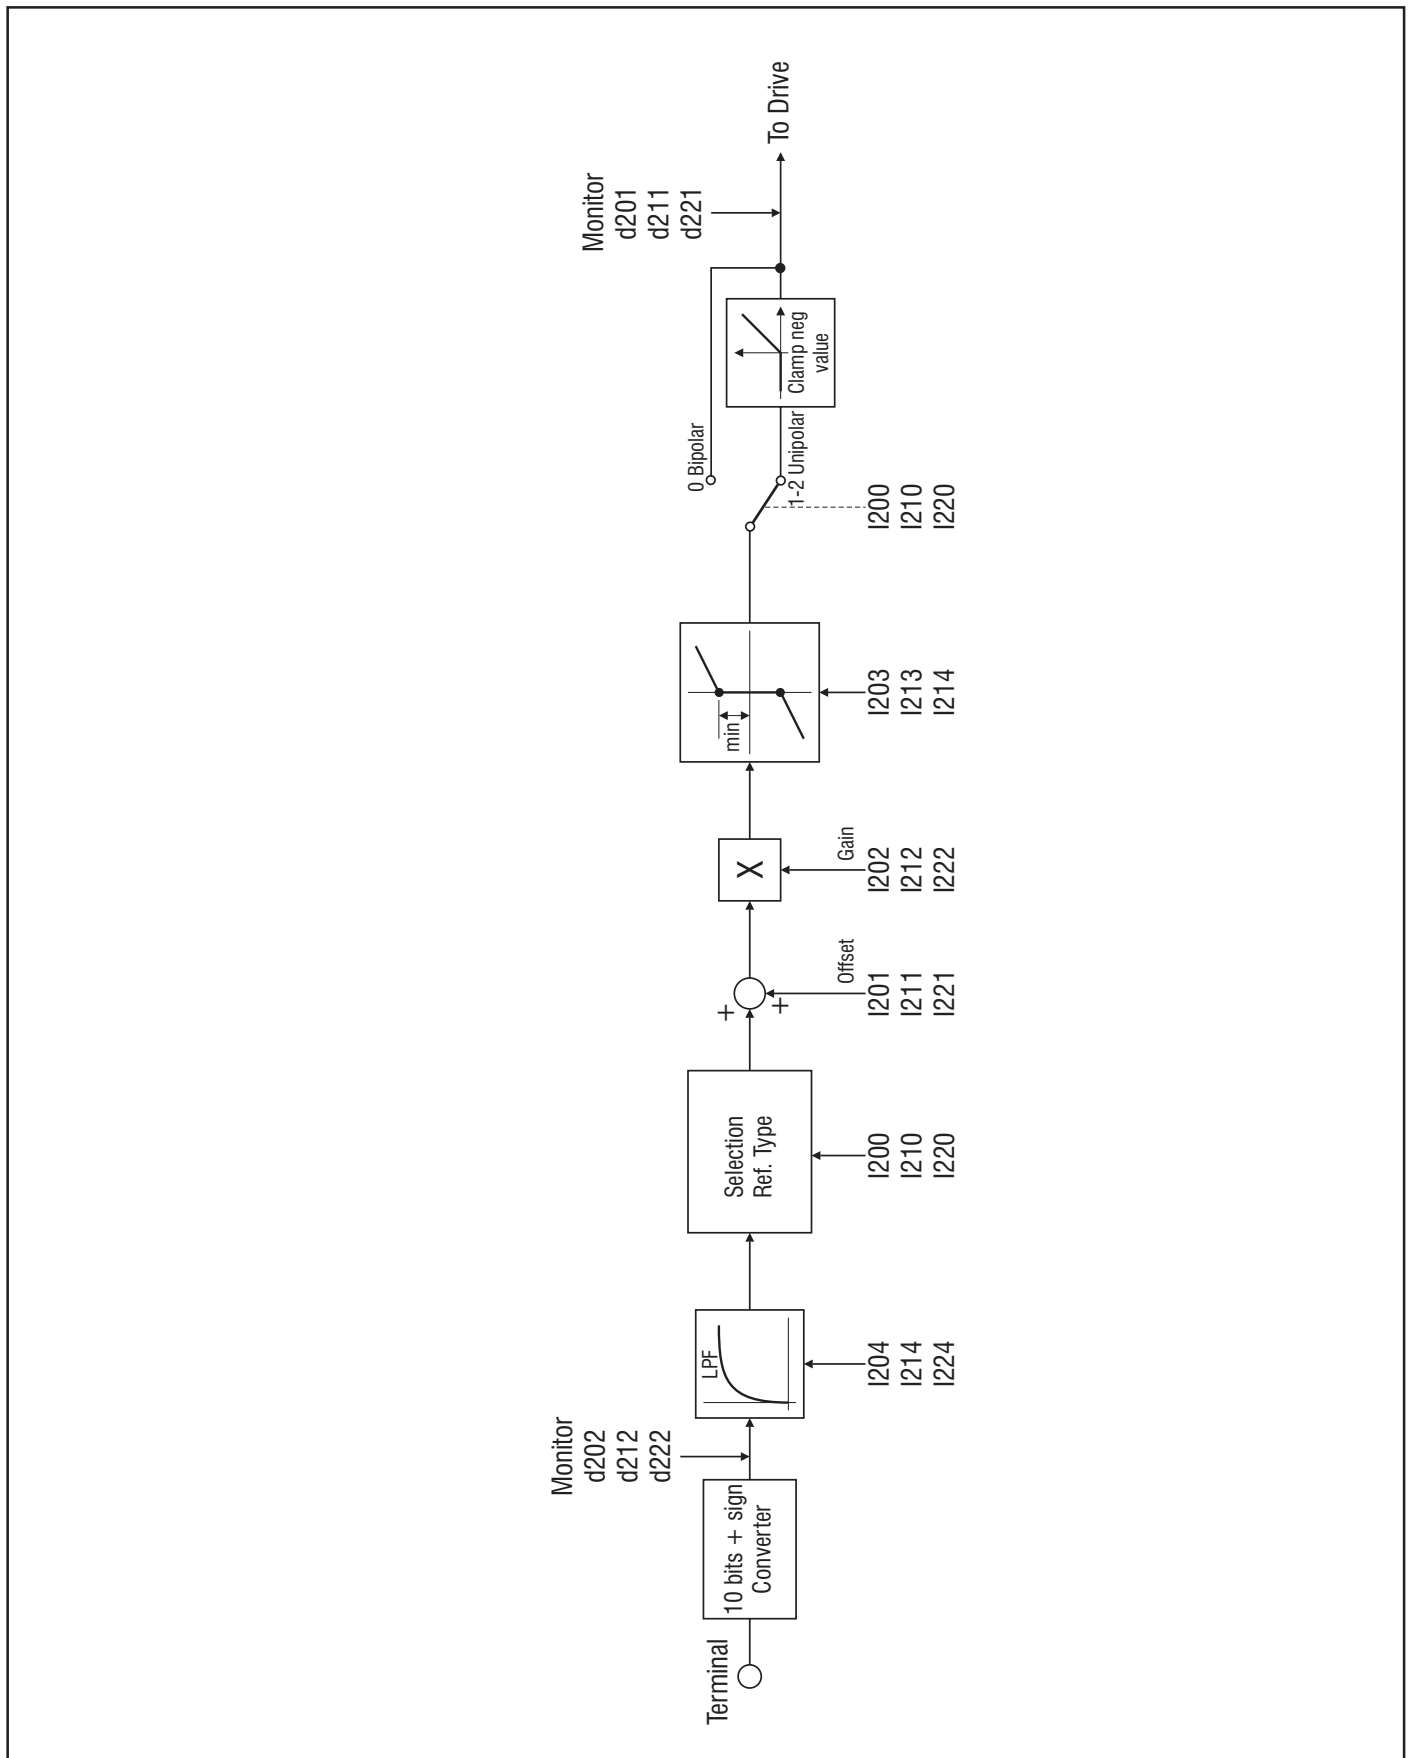 Terminal
10 bits + sign
Converter
Monitor
d202
d212
d222
LPF
I204
I214
I224
Selection
Ref. Type
I200
I210
I220
+
+
Offset
I201
I211
I221
X
Gain
I202
I212
I222
min
I203
I213
I214
0 Bipolar
1-2 Unipolar
I200
I210
I220
Clamp neg
value
Monitor
d201
d211
d221
To Drive